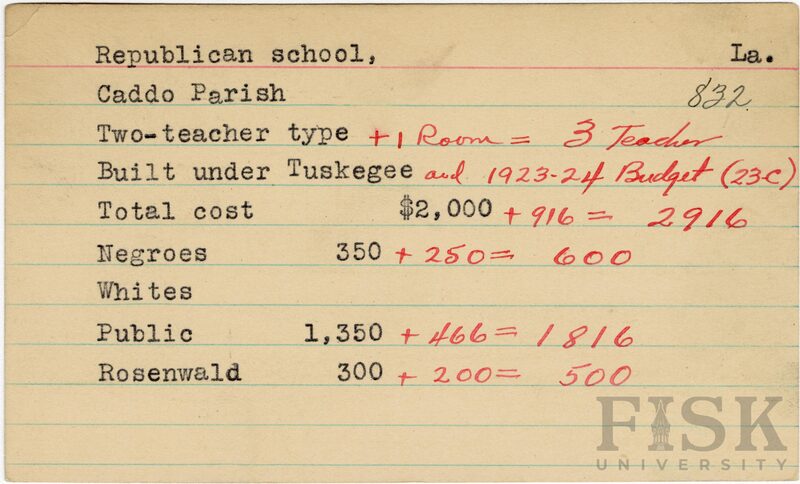 Republican school, La.
Caddo Parish 832
Two-teacher type + 1 Room = 3 Teacher
Built under Tuskegee and 1923-24 Budget (23-C)
Total cost $2,000 + 916 = 2916
Negroes 350 + 250 = 600
Whites
Public 1,350 + 466 = 1816
Rosenwald 300 + 200 = 500
FISK
UNIVERSITY